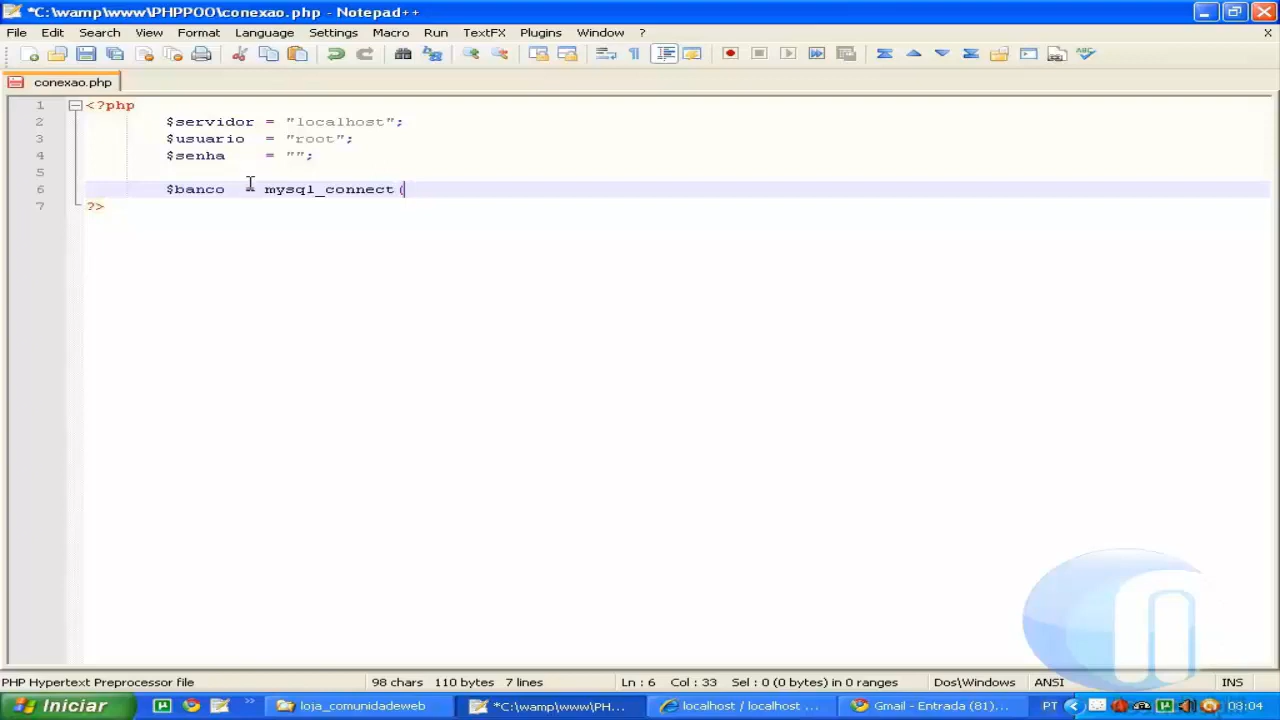 *C:\wamp\www\PHPPOO\conexao.php - Notepad++
File Edit Search View Format Language Settings Macro Run TextFX Plugins Window ? X
conexao.php
1 <?php
2 $servidor = "localhost";
3 $usuario = "root";
4 $senha = "";
5
6 $banco = mysql_connect(
7 ?>
PHP Hypertext Preprocessor file 98 chars 110 bytes 7 lines Ln : 6 Col : 33 Sel : 0 (0 bytes) in 0 ranges Dos\Windows ANSI INS
Iniciar loja_comunidadeweb *C:\wamp\www\PH... localhost / localhost ... Gmail - Entrada (81)... PT 03:04